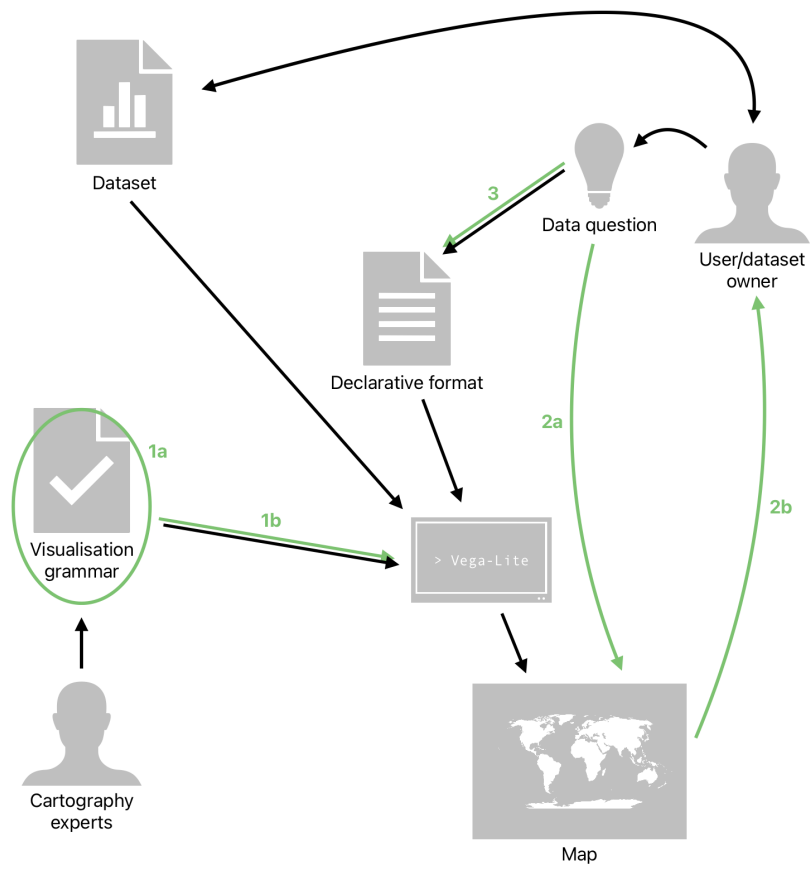 Dataset
Data question
User/dataset
owner
3
Declarative format
2a
1a
2b
1b
Visualisation
grammar
> Vega-Lite
Cartography
experts
Map